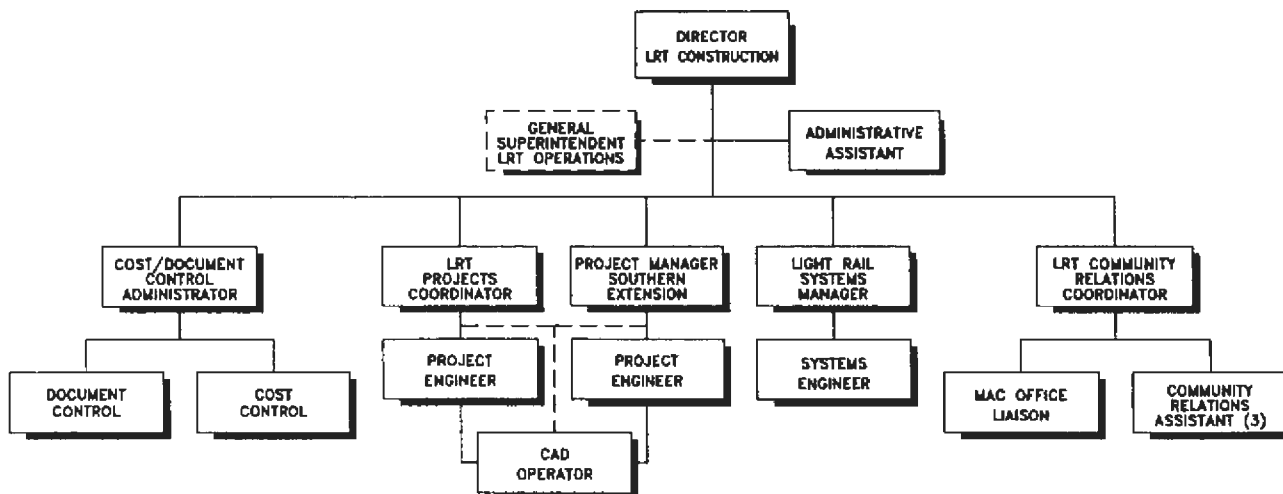 DIRECTOR
LRT CONSTRUCTION
GENERAL
SUPERINTENDENT
LRT OPERATIONS
ADMINISTRATIVE
ASSISTANT
COST/DOCUMENT
CONTROL
ADMINISTRATOR
LRT
PROJECTS
COORDINATOR
PROJECT MANAGER
SOUTHERN
EXTENSION
LIGHT RAIL
SYSTEMS
MANAGER
LRT COMMUNITY
RELATIONS
COORDINATOR
DOCUMENT
CONTROL
COST
CONTROL
PROJECT
ENGINEER
PROJECT
ENGINEER
SYSTEMS
ENGINEER
MAC OFFICE
LIAISON
COMMUNITY
RELATIONS
ASSISTANT (3)
CAD
OPERATOR